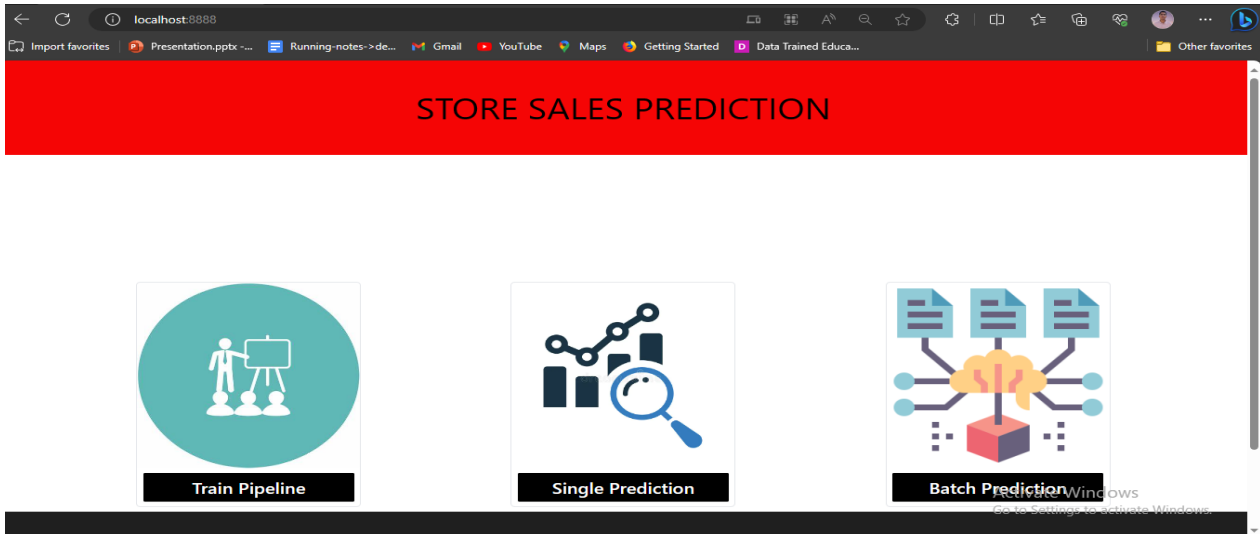 localhost:8888
Import favorites Presentation.pptx -... Running-notes->de... Gmail YouTube Maps Getting Started D Data Trained Educa... Other favorites
STORE SALES PREDICTION
Train Pipeline Single Prediction Batch Prediction
Activate Windows
Go to Settings to activate Windows.